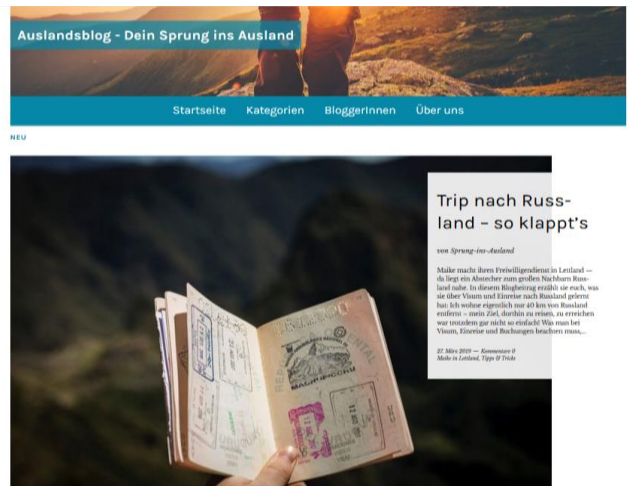 Auslandsblog - Dein Sprung ins Ausland
Startseite Kategorien BloggerInnen Über uns
NEU
Trip nach Russ-
land – so klappt's
von Sprung-ins-Ausland
Maike macht ihren Freiwilligendienst in Lettland —
da liegt ein Abstecher zum großen Nachbarn Russ-
land nahe. In diesem Blogbeitrag erzählt sie euch, was
sie über Visum und Einreise nach Russland gelernt
hat: Ich wohne eigentlich nur 40 km von Russland
entfernt – mein Ziel, dorthin zu reisen, zu erreichen
war trotzdem gar nicht so einfach! Was man bei
Visum, Einreise und Buchungen beachten muss,...
27. März 2019 — Kommentare 0
Maike in Lettland, Tipps & Tricks
MACHUPICCHU